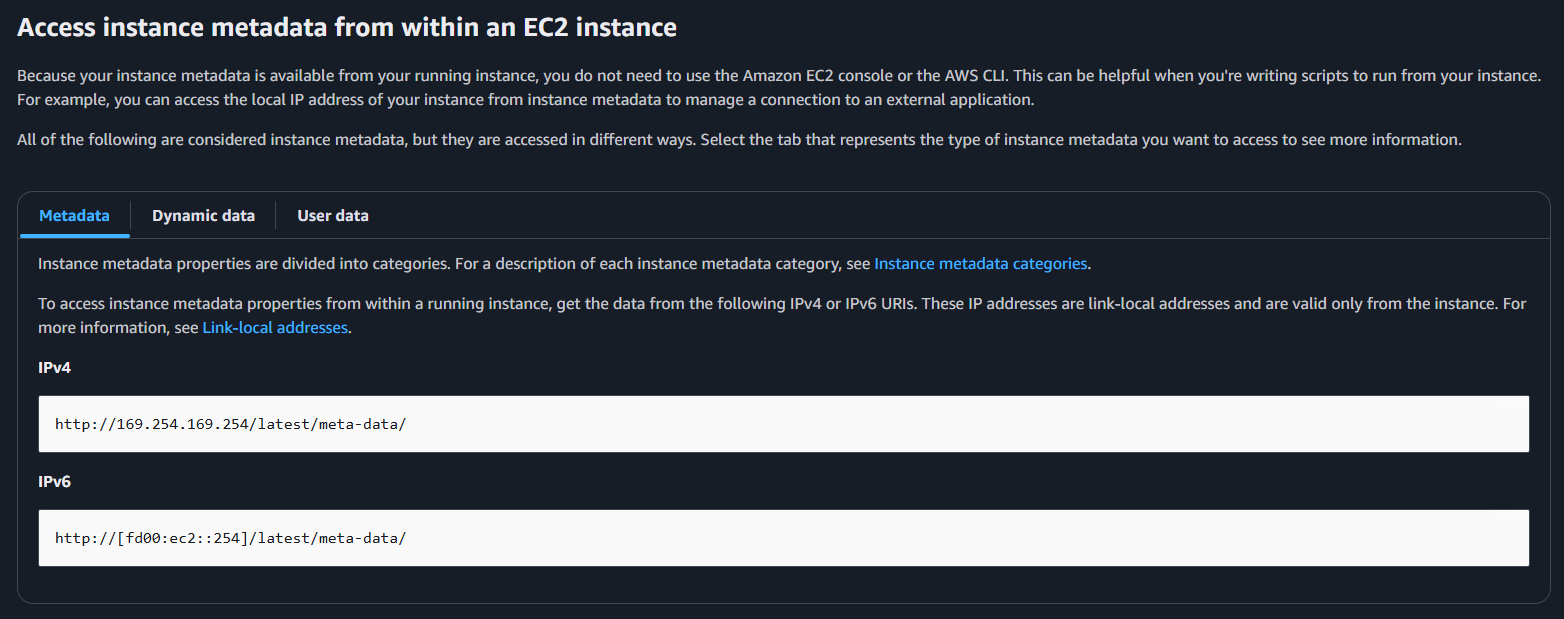 Access instance metadata from within an EC2 instance
Because your instance metadata is available from your running instance, you do not need to use the Amazon EC2 console or the AWS CLI. This can be helpful when you're writing scripts to run from your instance.
For example, you can access the local IP address of your instance from instance metadata to manage a connection to an external application.
All of the following are considered instance metadata, but they are accessed in different ways. Select the tab that represents the type of instance metadata you want to access to see more information.
Metadata Dynamic data User data
Instance metadata properties are divided into categories. For a description of each instance metadata category, see Instance metadata categories.
To access instance metadata properties from within a running instance, get the data from the following IPv4 or IPv6 URIs. These IP addresses are link-local addresses and are valid only from the instance. For
more information, see Link-local addresses.
IPv4
http://169.254.169.254/latest/meta-data/
IPv6
http://[fd00:ec2::254]/latest/meta-data/